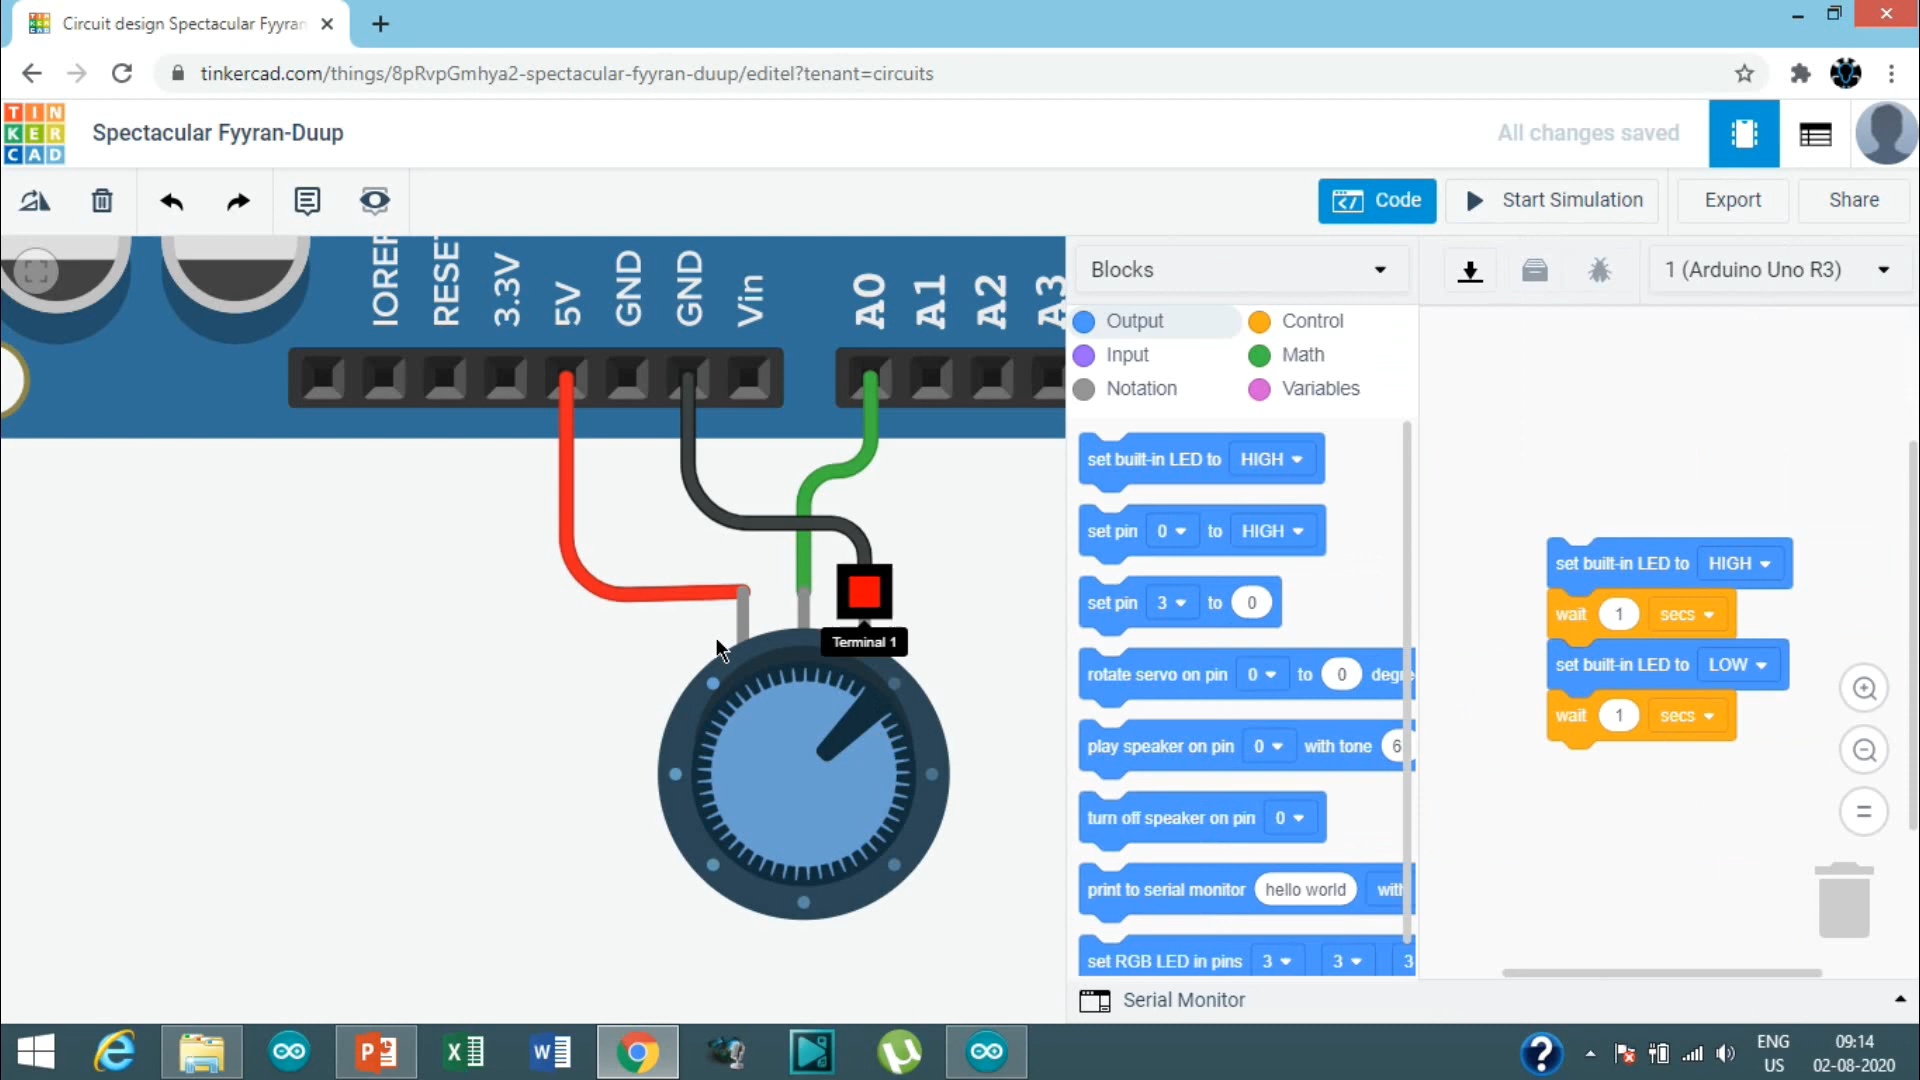 Circuit design Spectacular Fyyran
tinkercad.com/things/8pRvpGmhya2-spectacular-fyyran-duup/editel?tenant=circuits
TIN
KER
CAD
Spectacular Fyyran-Duup
All changes saved
Code
Start Simulation
Export
Share
IOREF
RESE
3.3V
5V
GND
GND
Vin
A0
A1
A2
A3
Terminal 1
Blocks
1 (Arduino Uno R3)
Output
Control
Input
Math
Notation
Variables
set built-in LED to HIGH
set pin 0 to HIGH
set pin 3 to 0
rotate servo on pin 0 to 0 degre
play speaker on pin 0 with tone 6
turn off speaker on pin 0
print to serial monitor hello world with
set RGB LED in pins 3 3 3
set built-in LED to HIGH
wait 1 secs
set built-in LED to LOW
wait 1 secs
Serial Monitor
ENG
US
09:14
02-08-2020